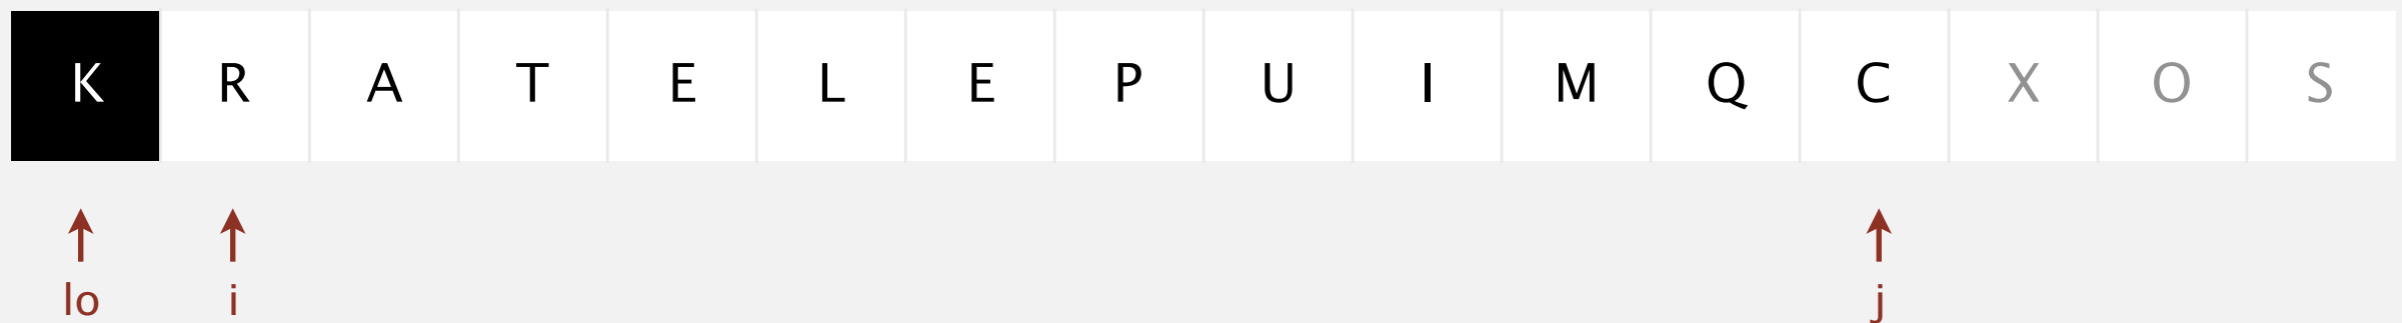 K R A T E L E P U I M Q C X O S
lo i j